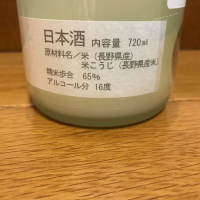 日本酒 内容量 720ml
原材料名／米（長野県産）
米こうじ（長野県産米）
精米歩合 65%
アルコール分 16度